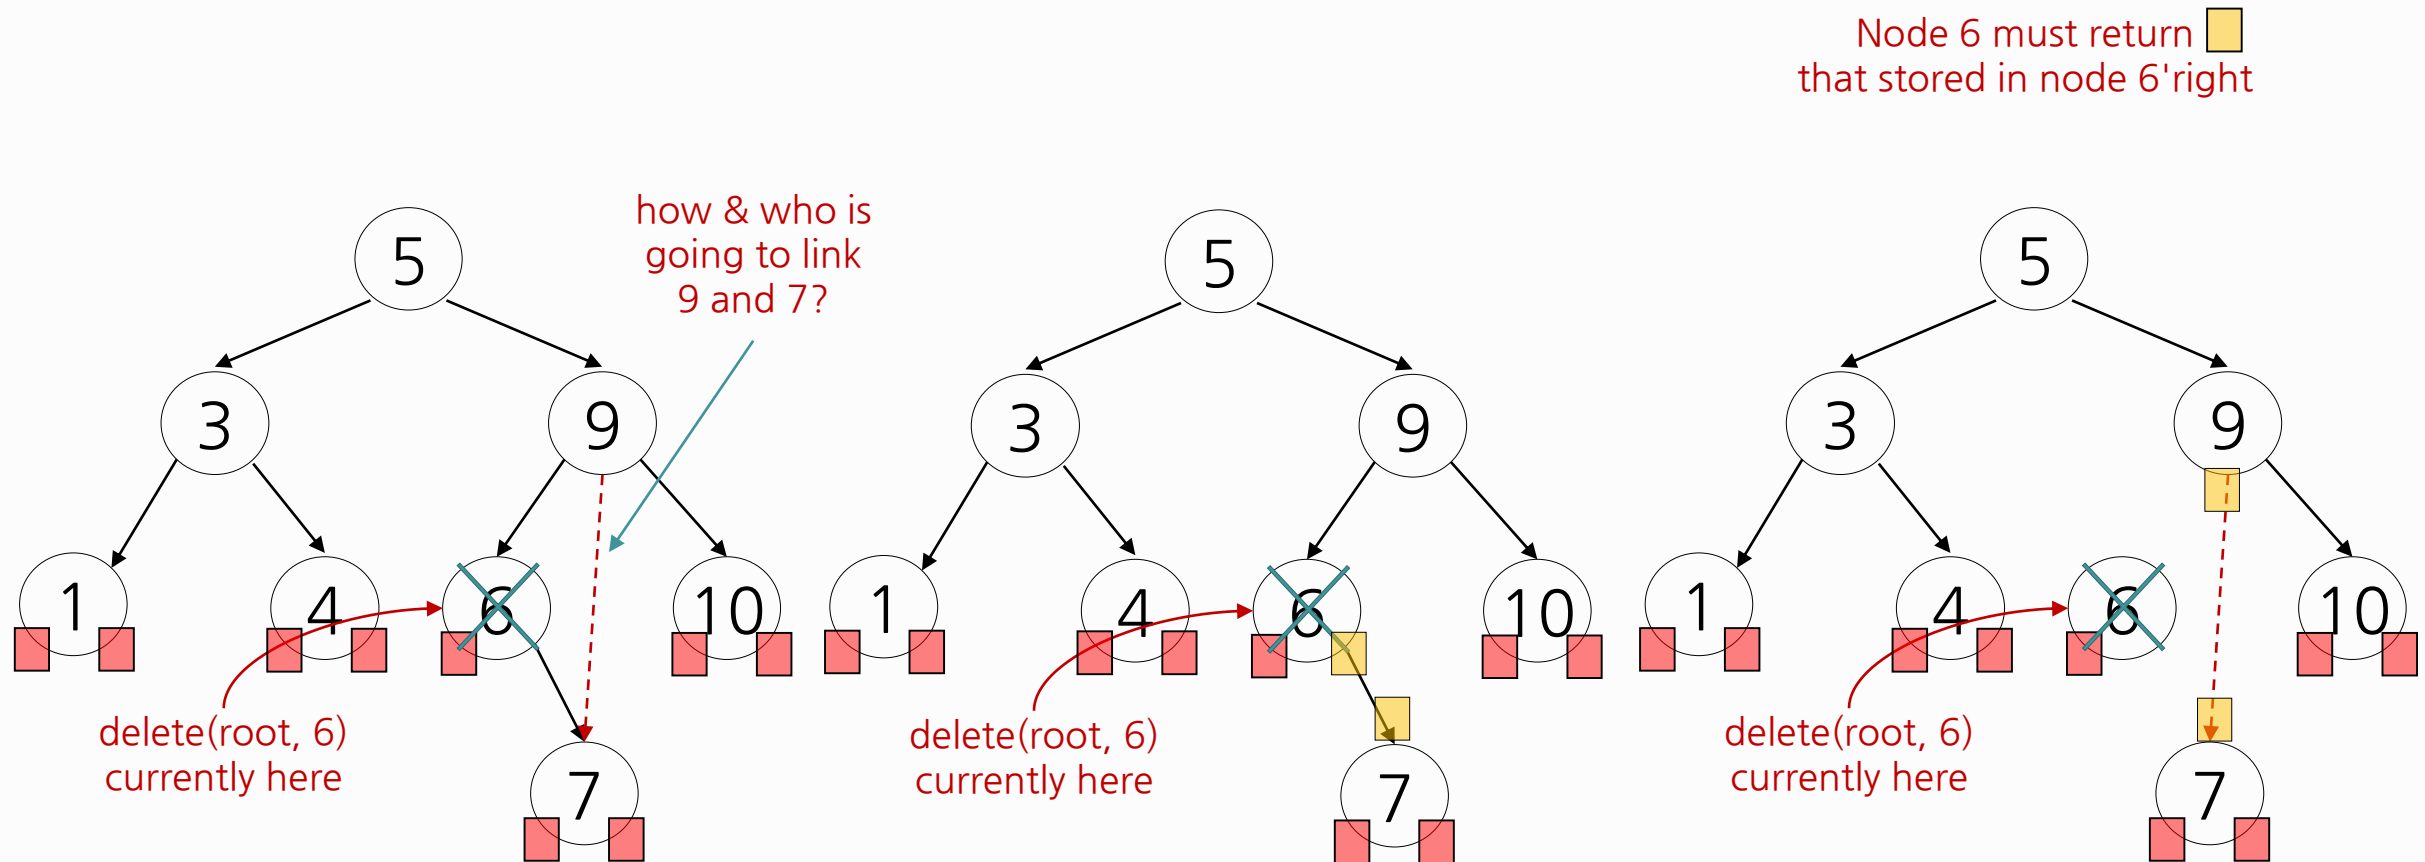 Node 6 must return
that stored in node 6'right
how & who is
going to link
9 and 7?
5
3
9
1
4
6
10
7
delete(root, 6)
currently here
5
3
9
1
4
6
10
7
delete(root, 6)
currently here
5
3
9
1
4
6
10
7
delete(root, 6)
currently here